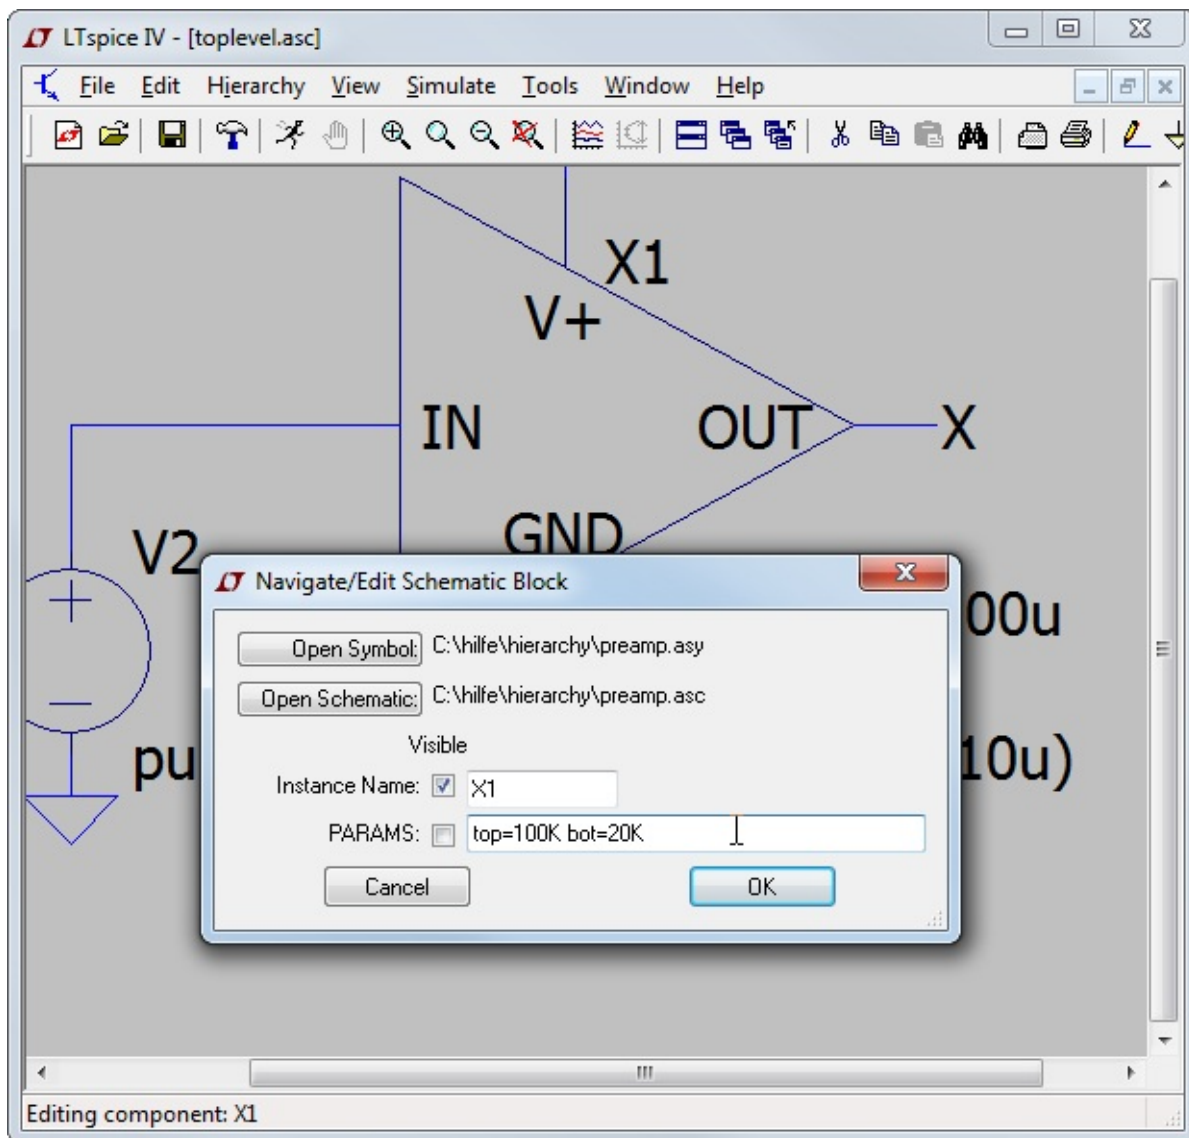 LTspice IV - [toplevel.asc]
File Edit Hierarchy View Simulate Tools Window Help
X1
V+
IN
OUT
X
GND
V2
00u
pu
10u)
Navigate/Edit Schematic Block
Open Symbol: C:\hilfe\hierarchy\preamp.asy
Open Schematic: C:\hilfe\hierarchy\preamp.asc
Visible
Instance Name: X1
PARAMS: top=100K bot=20K
Cancel OK
Editing component: X1